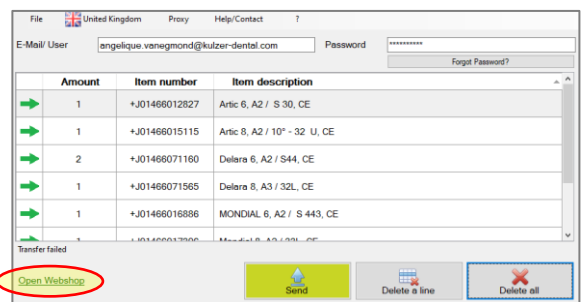 File United Kingdom Proxy Help/Contact ?
E-Mail/ User angelique.vanegmond@kulzer-dental.com Password **********
Forgot Password?
Amount Item number Item description
1 +J01466012827 Artic 6, A2 / S 30, CE
1 +J01466015115 Artic 8, A2 / 10° - 32 U, CE
2 +J01466071160 Delara 6, A2 / S44, CE
1 +J01466071565 Delara 8, A3 / 32L, CE
1 +J01466016886 MONDIAL 6, A2 / S 443, CE
Transfer failed
Open Webshop Send Delete a line Delete all